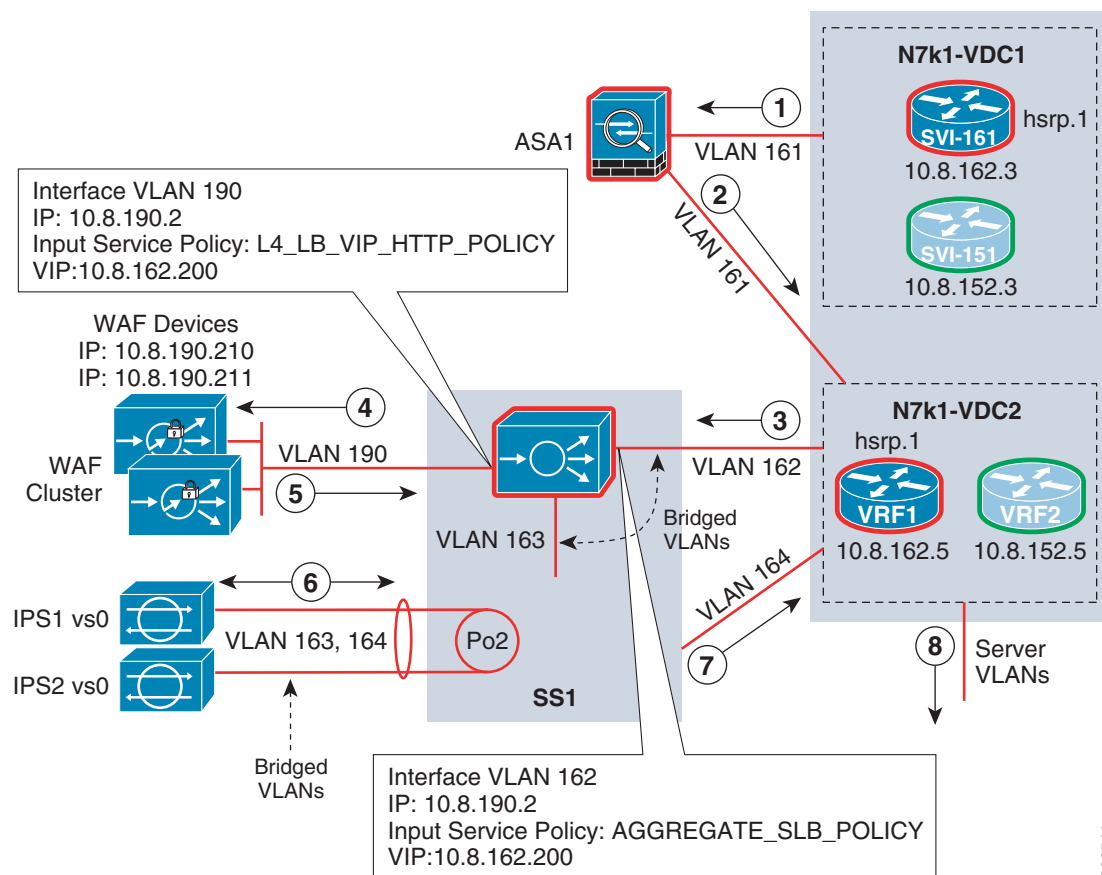 N7k1-VDC1
hsrp.1
SVI-161
10.8.162.3
SVI-151
10.8.152.3
1
ASA1
VLAN 161
2
VLAN 161
Interface VLAN 190
IP: 10.8.190.2
Input Service Policy: L4_LB_VIP_HTTP_POLICY
VIP:10.8.162.200
WAF Devices
IP: 10.8.190.210
IP: 10.8.190.211
4
WAF
Cluster
VLAN 190
5
3
VLAN 162
VLAN 163
Bridged
VLANs
N7k1-VDC2
hsrp.1
VRF1
VRF2
10.8.162.5
10.8.152.5
6
IPS1 vs0
VLAN 163, 164
IPS2 vs0
Po2
SS1
VLAN 164
7
8
Server
VLANs
Bridged
VLANs
Interface VLAN 162
IP: 10.8.190.2
Input Service Policy: AGGREGATE_SLB_POLICY
VIP:10.8.162.200